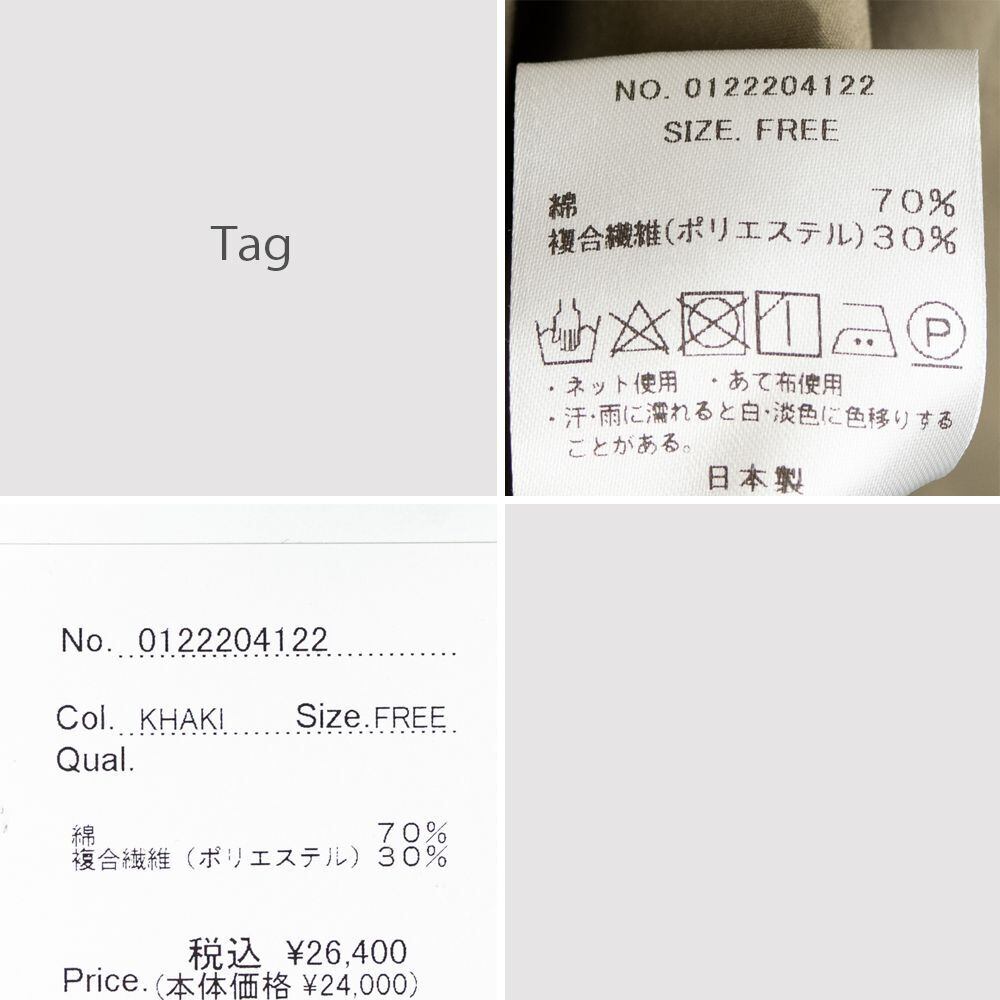 Tag
NO. 0122204122
SIZE. FREE
綿 70%
複合繊維(ポリエステル)30%
P
・ネット使用 ・あて布使用
・汗・雨に濡れると白・淡色に色移りする
ことがある。
日本製
No. 0122204122
Col. KHAKI Size.FREE
Qual.
綿 70%
複合繊維（ポリエステル）30%
税込 ¥26,400
Price.(本体価格 ¥24,000)